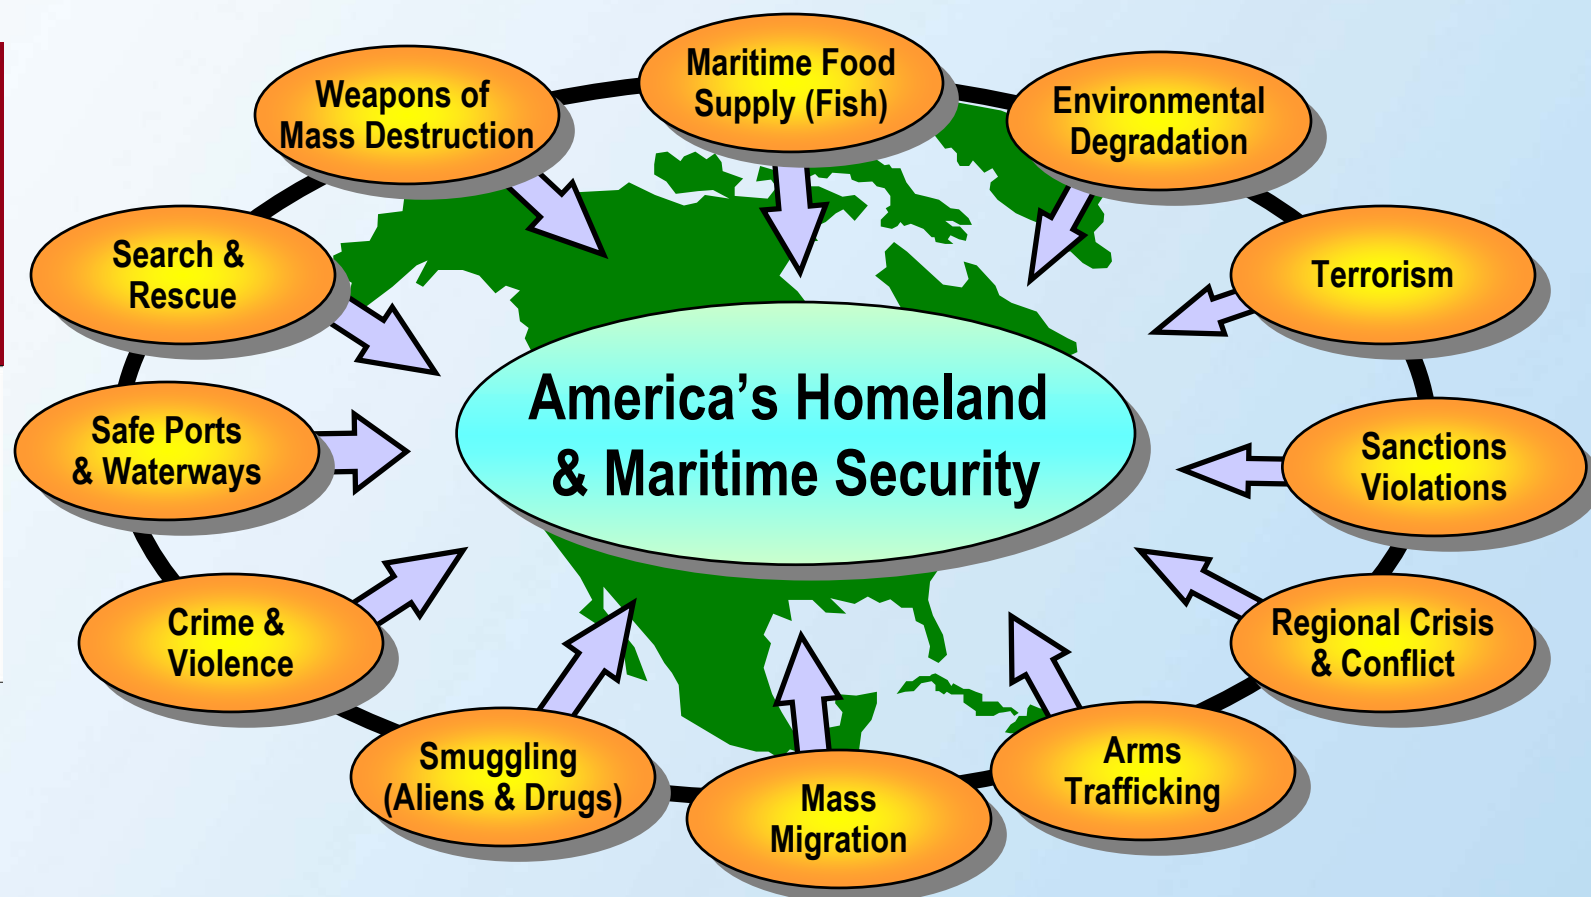 Maritime Food
Supply (Fish)
Weapons of
Mass Destruction
Environmental
Degradation
Search &
Rescue
Terrorism
America’s Homeland
& Maritime Security
Safe Ports
& Waterways
Sanctions
Violations
Crime &
Violence
Regional Crisis
& Conflict
Smuggling
(Aliens & Drugs)
Mass
Migration
Arms
Trafficking